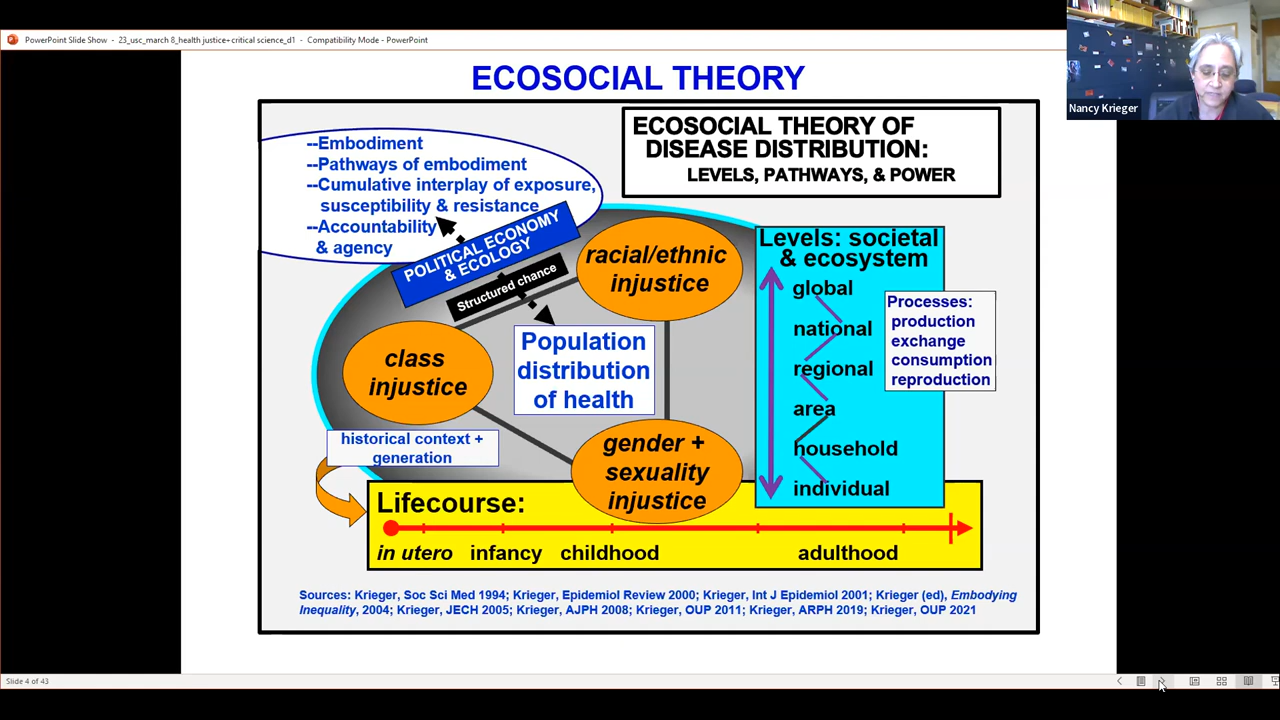 PowerPoint Slide Show - 23_usc_march 8_health justice+critical science_d1 - Compatibility Mode - PowerPoint
Nancy Krieger
ECOSOCIAL THEORY
ECOSOCIAL THEORY OF
DISEASE DISTRIBUTION:
LEVELS, PATHWAYS, & POWER
--Embodiment
--Pathways of embodiment
--Cumulative interplay of exposure,
susceptibility & resistance
--Accountability
& agency
POLITICAL ECONOMY
& ECOLOGY
Structured chance
racial/ethnic
injustice
class
injustice
Population
distribution
of health
gender +
sexuality
injustice
Levels: societal
& ecosystem
global
national
regional
area
household
individual
Processes:
production
exchange
consumption
reproduction
historical context +
generation
Lifecourse:
in utero infancy childhood adulthood
Sources: Krieger, Soc Sci Med 1994; Krieger, Epidemiol Review 2000; Krieger, Int J Epidemiol 2001; Krieger (ed), Embodying
Inequality, 2004; Krieger, JECH 2005; Krieger, AJPH 2008; Krieger, OUP 2011; Krieger, ARPH 2019; Krieger, OUP 2021
Slide 4 of 43